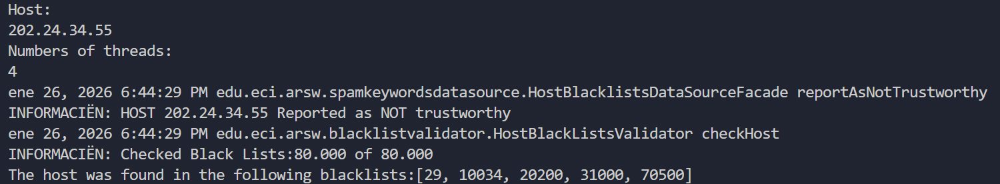 Host:
202.24.34.55
Numbers of threads:
4
ene 26, 2026 6:44:29 PM edu.eci.arsw.spamkeywordsdatasource.HostBlacklistsDataSourceFacade reportAsNotTrustworthy
INFORMACIËN: HOST 202.24.34.55 Reported as NOT trustworthy
ene 26, 2026 6:44:29 PM edu.eci.arsw.blacklistvalidator.HostBlackListsValidator checkHost
INFORMACIËN: Checked Black Lists:80.000 of 80.000
The host was found in the following blacklists:[29, 10034, 20200, 31000, 70500]